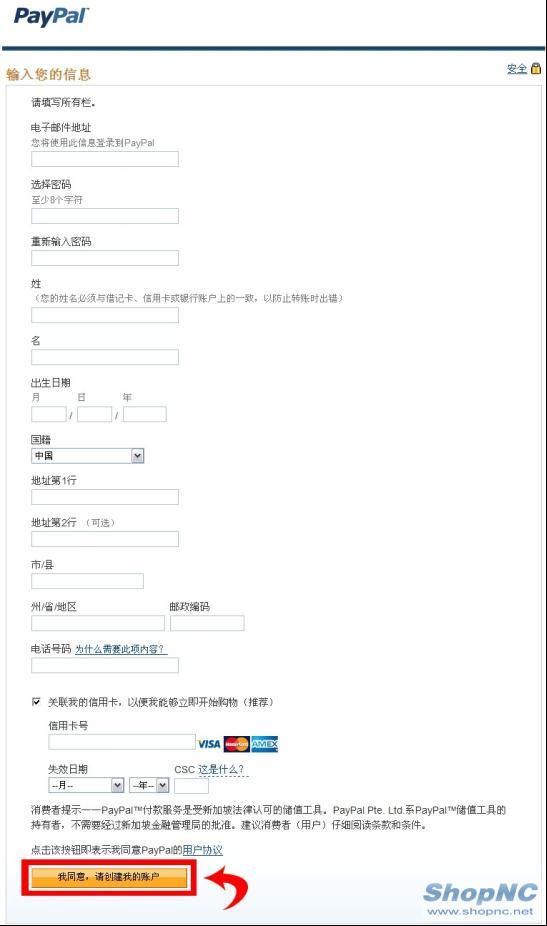 PayPal™
输入您的信息
安全
请填写所有栏。
电子邮件地址
您将使用此信息登录到PayPal
选择密码
至少8个字符
重新输入密码
姓
（您的姓名必须与借记卡、信用卡或银行账户上的一致，以防止转账时出错）
名
出生日期
月 日 年
/ /
国籍
中国
地址第1行
地址第2行 （可选）
市/县
州/省/地区 邮政编码
电话号码 为什么需要此项内容？
关联我的信用卡，以便我能够立即开始购物（推荐）
信用卡号
VISA MasterCard AMEX
失效日期 CSC 这是什么？
--月-- --年--
消费者提示——PayPal™付款服务是受新加坡法律认可的储值工具。PayPal Pte. Ltd.系PayPal™储值工具的
持有者，不需要经过新加坡金融管理局的批准。建议消费者（用户）仔细阅读条款和条件。
点击该按钮即表示我同意PayPal的用户协议
我同意，请创建我的账户
ShopNC
www.shopnc.net